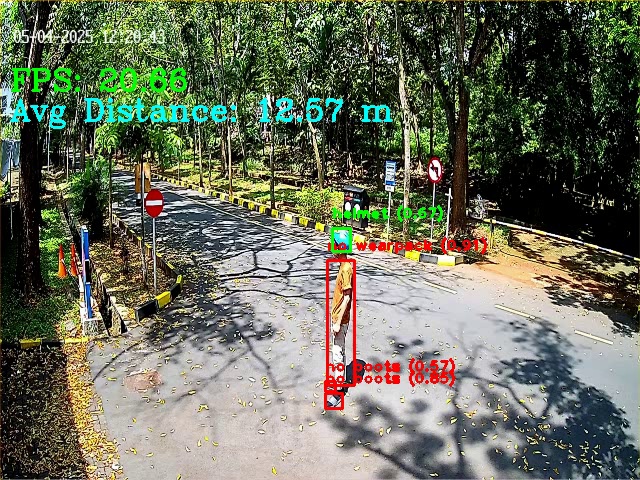 05-04-2025 12:20:43
FPS: 20.66
Avg Distance: 12.57 m
helmet (0.67)
no wearpack (0.91)
no boots (0.57)
no boots (0.85)